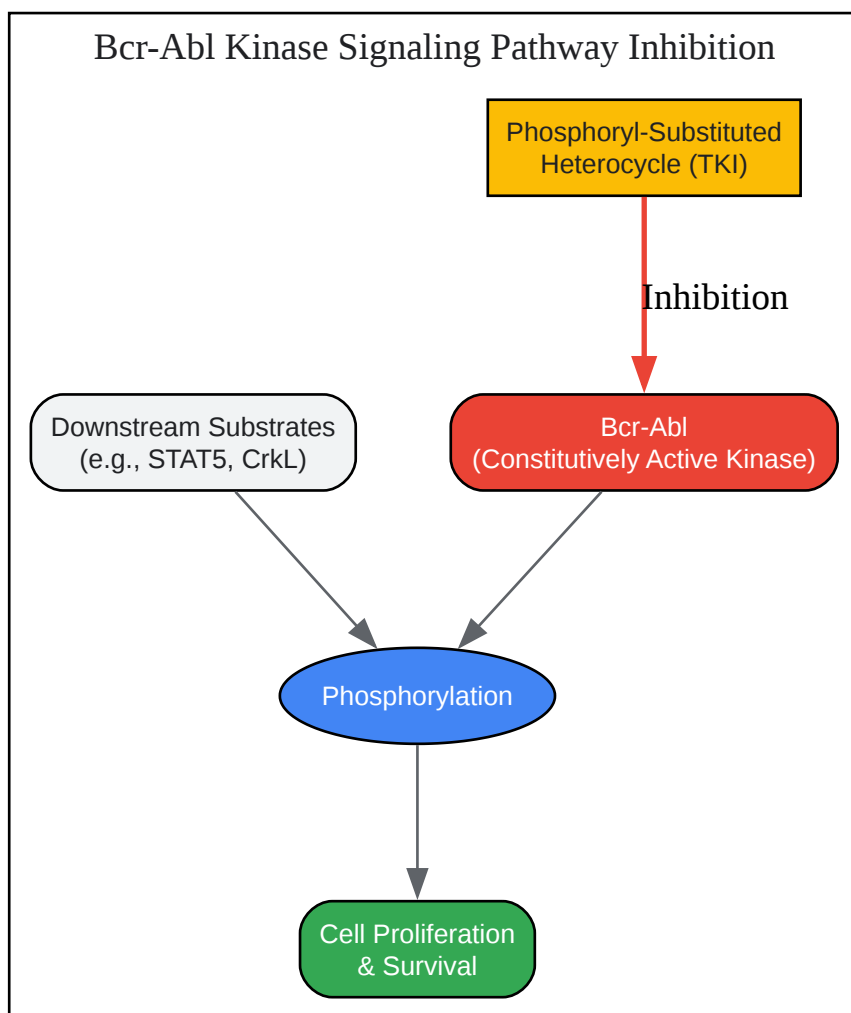 Bcr-Abl Kinase Signaling Pathway Inhibition
Phosphoryl-Substituted
Heterocycle (TKI)
Inhibition
Downstream Substrates
(e.g., STAT5, CrkL)
Bcr-Abl
(Constitutively Active Kinase)
Phosphorylation
Cell Proliferation
& Survival